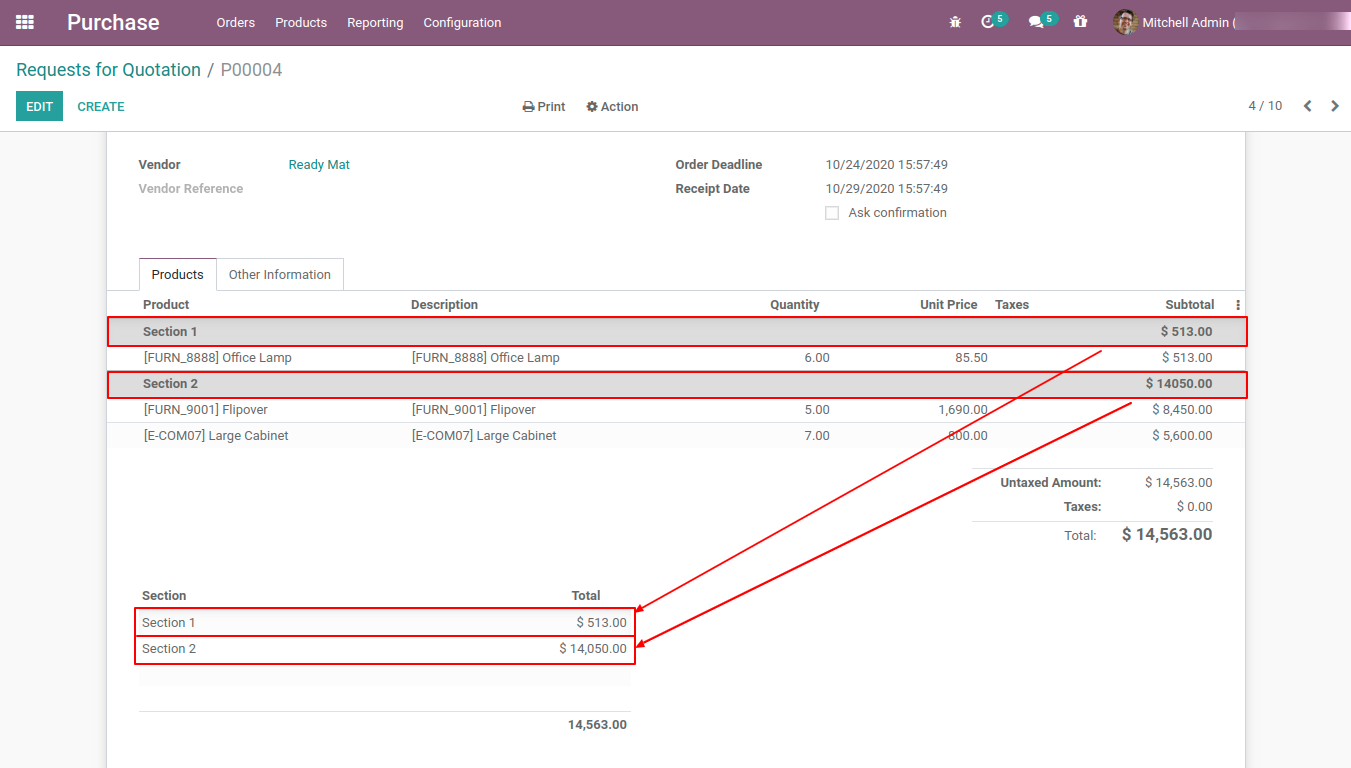 Purchase Orders Products Reporting Configuration 5 5 Mitchell Admin (
Requests for Quotation / P00004
EDIT CREATE Print Action 4 / 10
Vendor Ready Mat Order Deadline 10/24/2020 15:57:49
Vendor Reference Receipt Date 10/29/2020 15:57:49
Ask confirmation
Products Other Information
Product Description Quantity Unit Price Taxes Subtotal
Section 1 $ 513.00
[FURN_8888] Office Lamp [FURN_8888] Office Lamp 6.00 85.50 $ 513.00
Section 2 $ 14050.00
[FURN_9001] Flipover [FURN_9001] Flipover 5.00 1,690.00 $ 8,450.00
[E-COM07] Large Cabinet [E-COM07] Large Cabinet 7.00 800.00 $ 5,600.00
Untaxed Amount: $ 14,563.00
Taxes: $ 0.00
Total: $ 14,563.00
Section Total
Section 1 $ 513.00
Section 2 $ 14,050.00
14,563.00